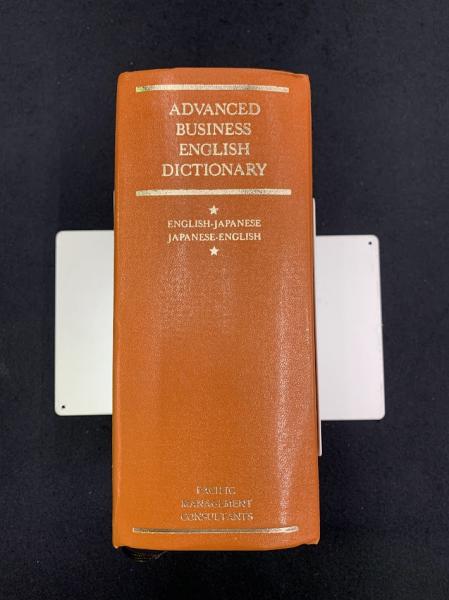 ADVANCED
BUSINESS
ENGLISH
DICTIONARY
ENGLISH-JAPANESE
JAPANESE-ENGLISH
PACIFIC
MANAGEMENT
CONSULTANTS